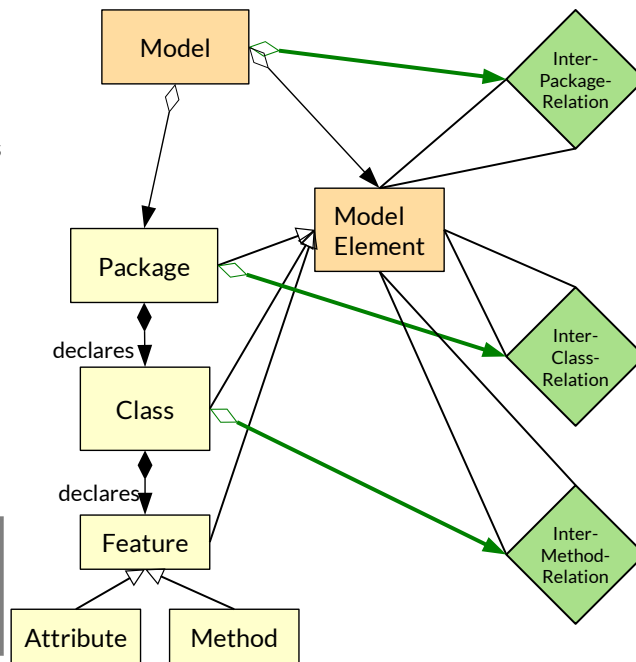 Model
Inter-
Package-
Relation
Model
Element
Package
declares
Inter-
Class-
Relation
Class
declares
Feature
Inter-
Method-
Relation
Attribute
Method